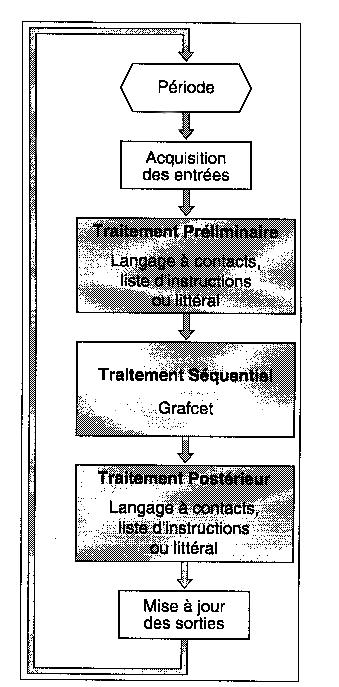 Période
Acquisition
des entrées
Traitement Préliminaire
Langage à contacts,
liste d'instructions
ou littéral
Traitement Séquentiel
Grafcet
Traitement Postérieur
Langage à contacts,
liste d'instructions
ou littéral
Mise à jour
des sorties